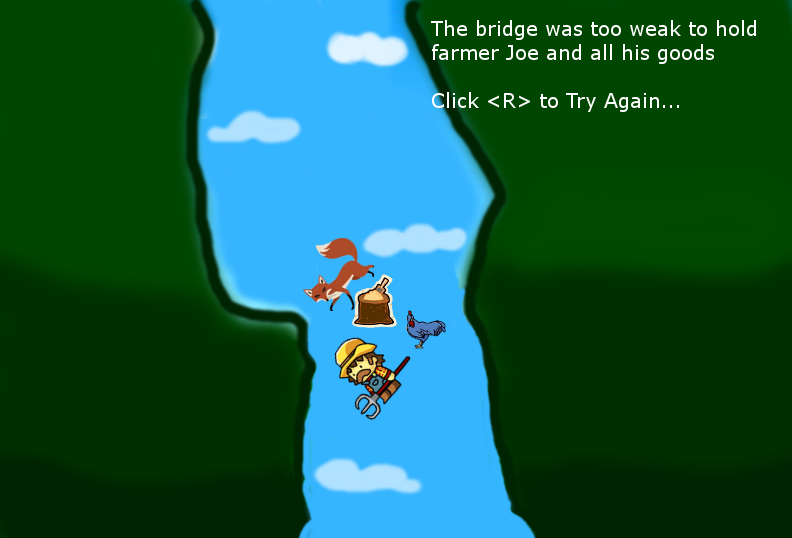 The bridge was too weak to hold
farmer Joe and all his goods
Click <R> to Try Again...